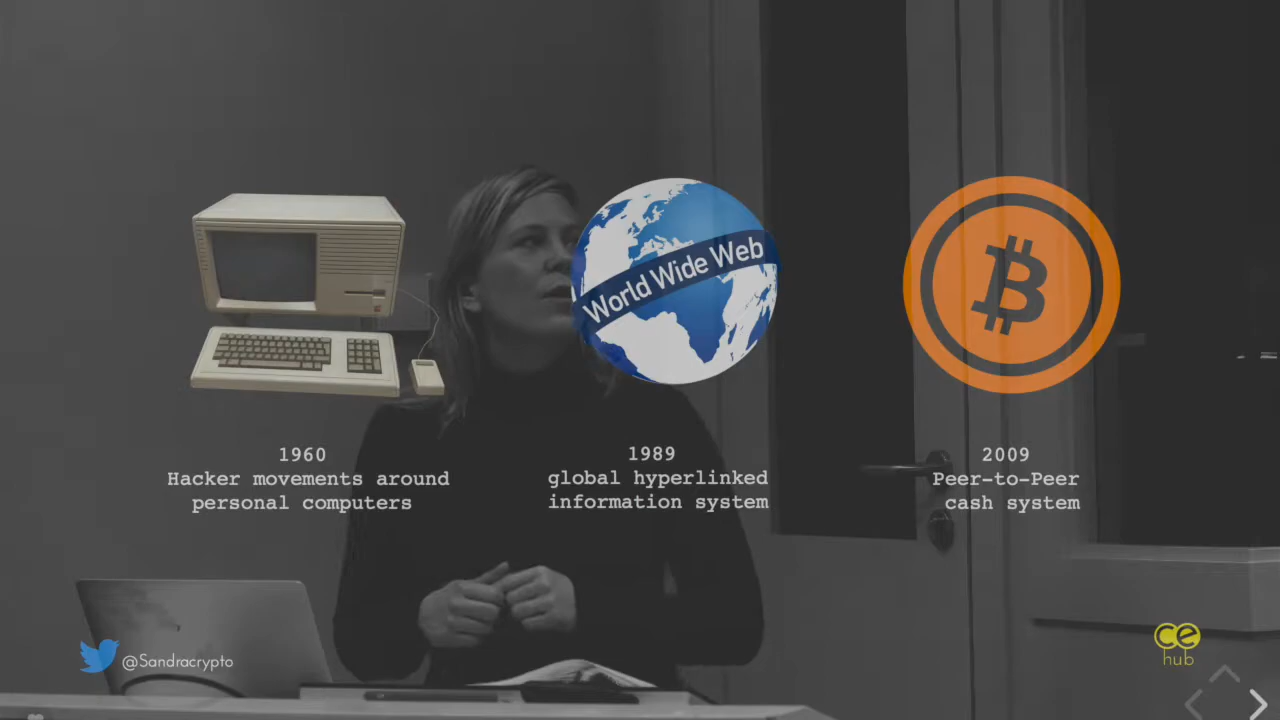 World Wide Web
1960
Hacker movements around
personal computers
1989
global hyperlinked
information system
2009
Peer-to-Peer
cash system
@Sandracrypto
ce
hub